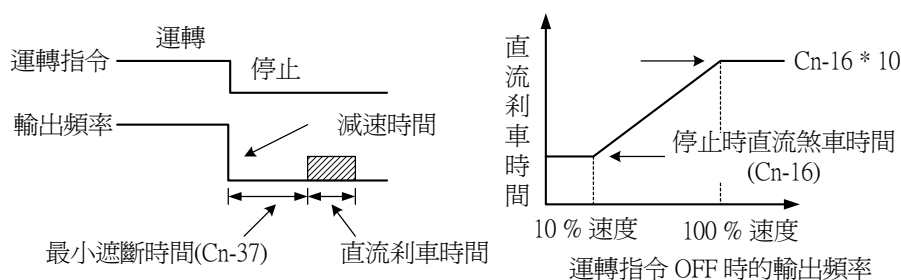 運轉
運轉指令
停止
輸出頻率
減速時間
最小遮斷時間(Cn-37)
直流刹車時間
直流刹車時間
Cn-16 * 10
停止時直流煞車時間
(Cn-16)
10 % 速度
100 % 速度
運轉指令 OFF 時的輸出頻率